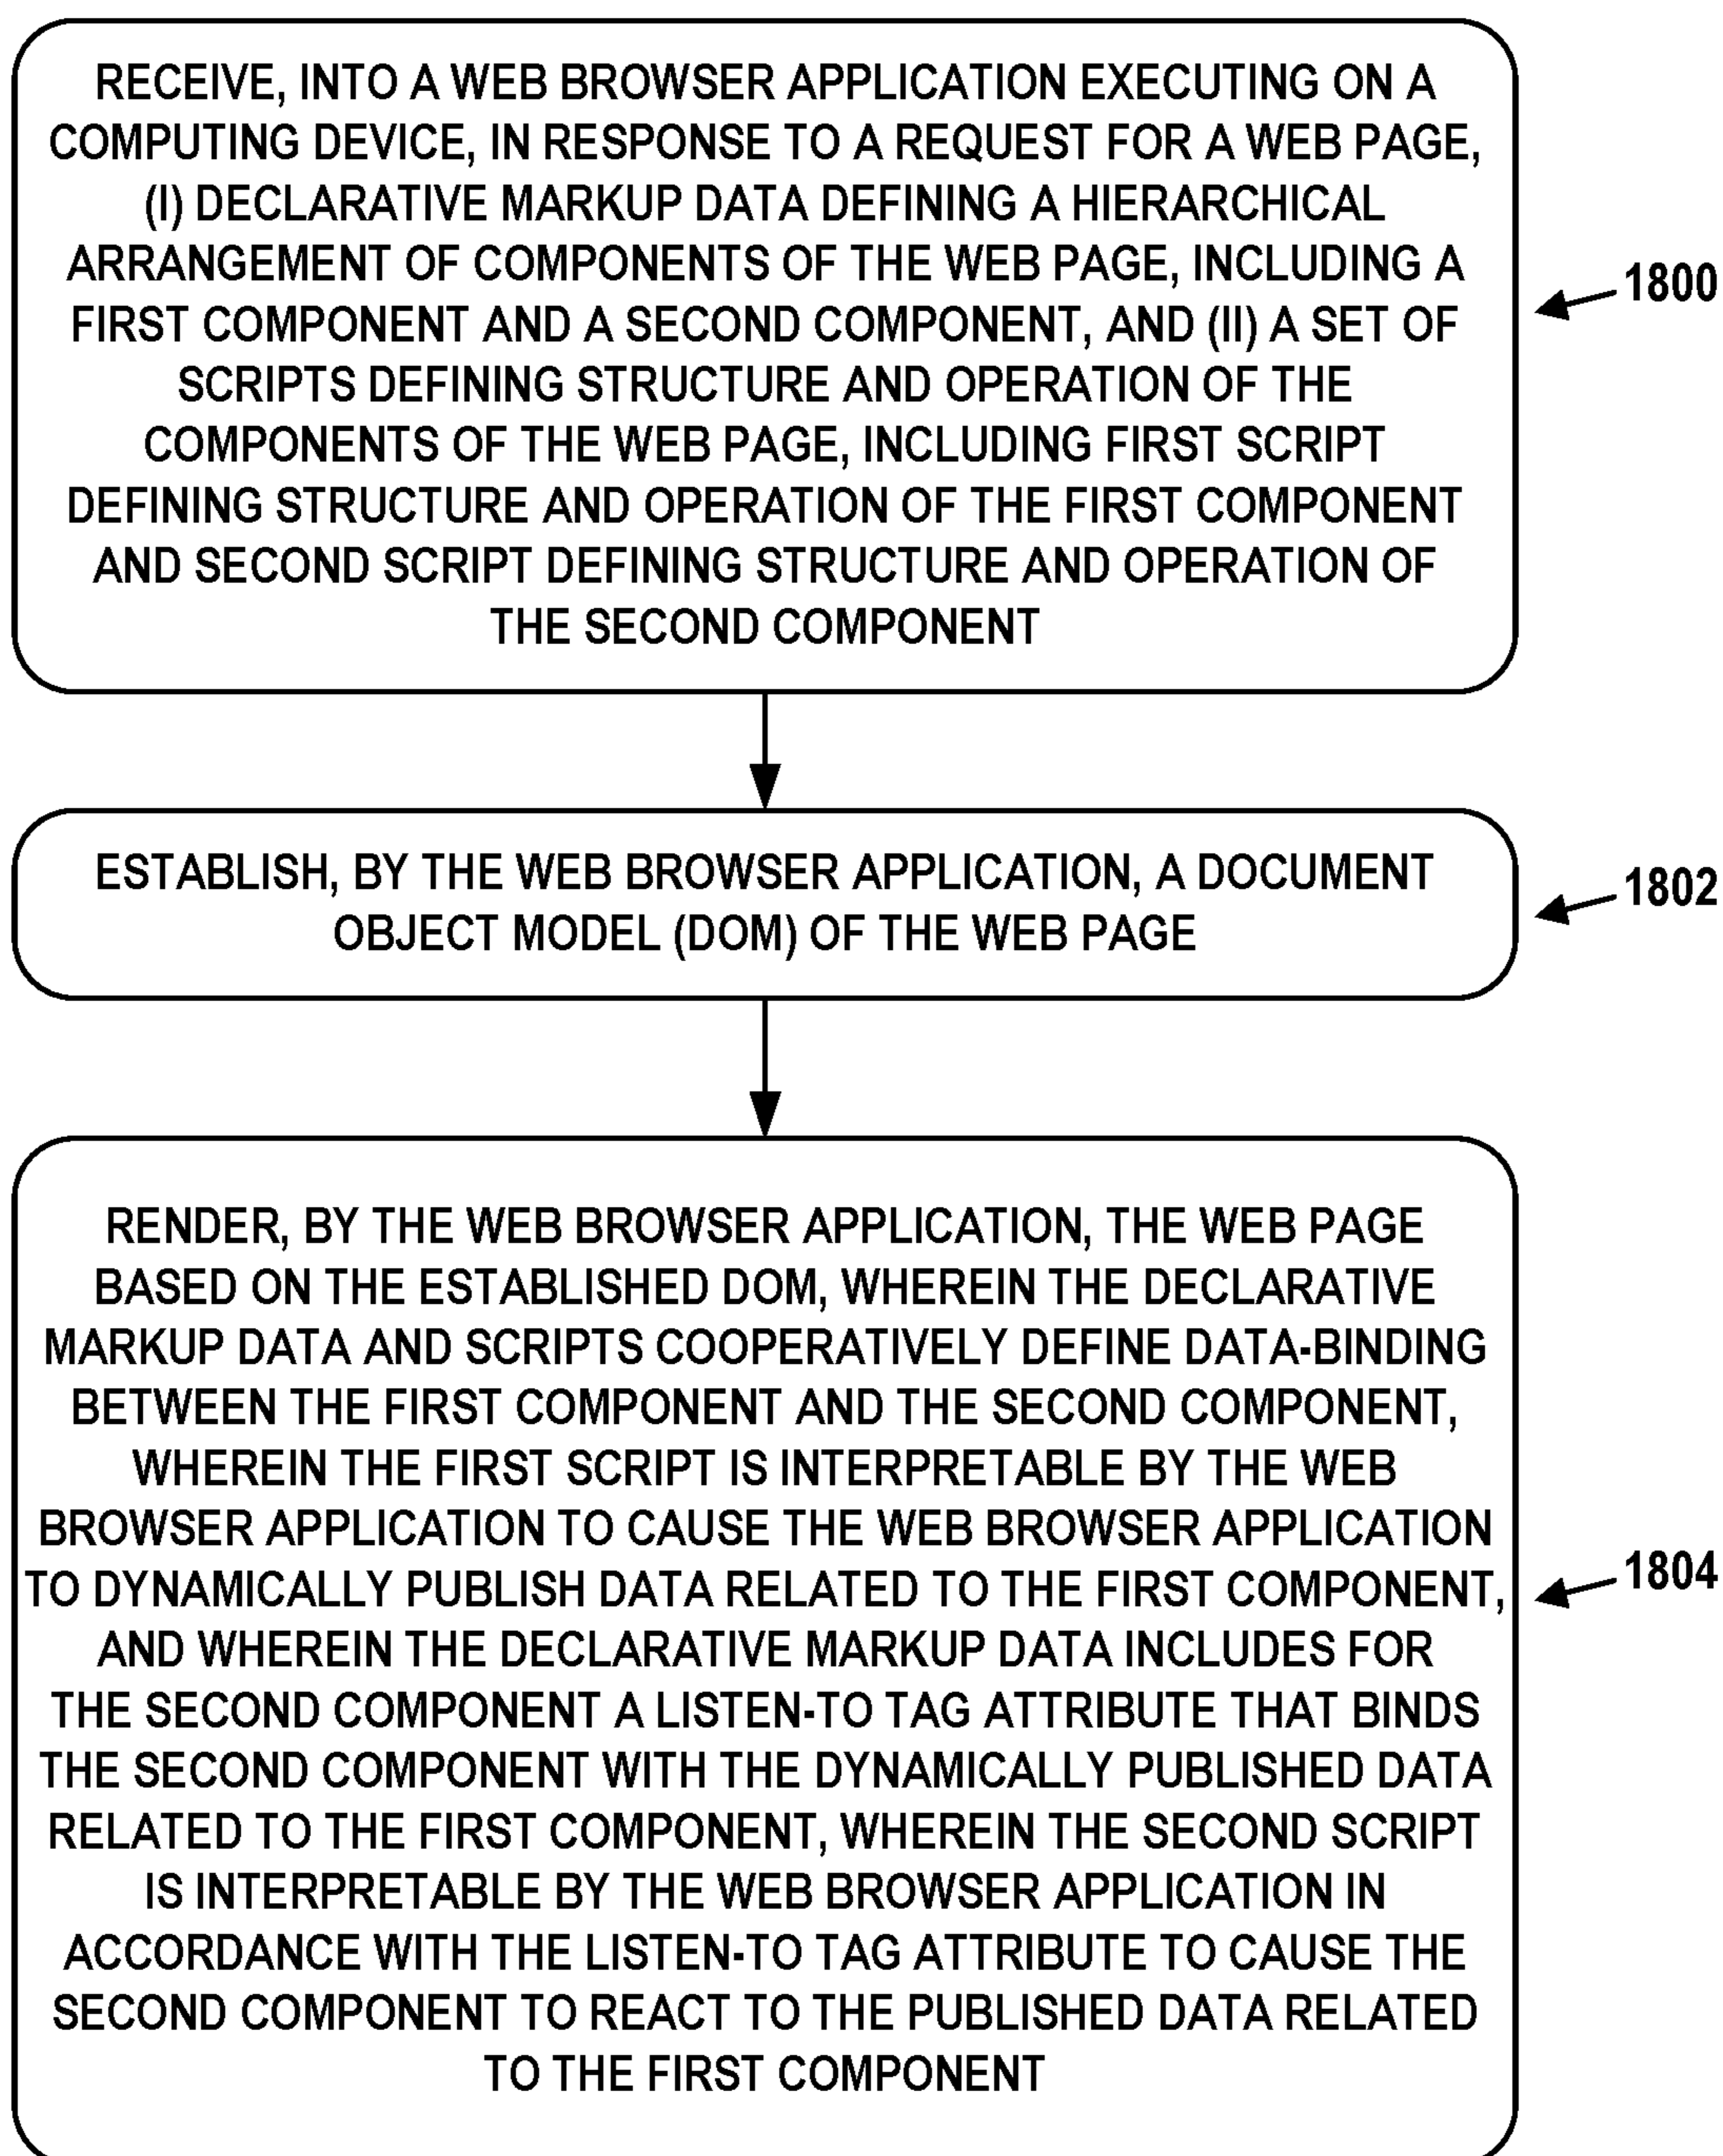 RECEIVE, INTO A WEB BROWSER APPLICATION EXECUTING ON A
COMPUTING DEVICE, IN RESPONSE TO A REQUEST FOR A WEB PAGE,
(I) DECLARATIVE MARKUP DATA DEFINING A HIERARCHICAL
ARRANGEMENT OF COMPONENTS OF THE WEB PAGE, INCLUDING A
FIRST COMPONENT AND A SECOND COMPONENT, AND (II) A SET OF
SCRIPTS DEFINING STRUCTURE AND OPERATION OF THE
COMPONENTS OF THE WEB PAGE, INCLUDING FIRST SCRIPT
DEFINING STRUCTURE AND OPERATION OF THE FIRST COMPONENT
AND SECOND SCRIPT DEFINING STRUCTURE AND OPERATION OF
THE SECOND COMPONENT
1800
ESTABLISH, BY THE WEB BROWSER APPLICATION, A DOCUMENT
OBJECT MODEL (DOM) OF THE WEB PAGE
1802
RENDER, BY THE WEB BROWSER APPLICATION, THE WEB PAGE
BASED ON THE ESTABLISHED DOM, WHEREIN THE DECLARATIVE
MARKUP DATA AND SCRIPTS COOPERATIVELY DEFINE DATA-BINDING
BETWEEN THE FIRST COMPONENT AND THE SECOND COMPONENT,
WHEREIN THE FIRST SCRIPT IS INTERPRETABLE BY THE WEB
BROWSER APPLICATION TO CAUSE THE WEB BROWSER APPLICATION
TO DYNAMICALLY PUBLISH DATA RELATED TO THE FIRST COMPONENT,
AND WHEREIN THE DECLARATIVE MARKUP DATA INCLUDES FOR
THE SECOND COMPONENT A LISTEN-TO TAG ATTRIBUTE THAT BINDS
THE SECOND COMPONENT WITH THE DYNAMICALLY PUBLISHED DATA
RELATED TO THE FIRST COMPONENT, WHEREIN THE SECOND SCRIPT
IS INTERPRETABLE BY THE WEB BROWSER APPLICATION IN
ACCORDANCE WITH THE LISTEN-TO TAG ATTRIBUTE TO CAUSE THE
SECOND COMPONENT TO REACT TO THE PUBLISHED DATA RELATED
TO THE FIRST COMPONENT
1804